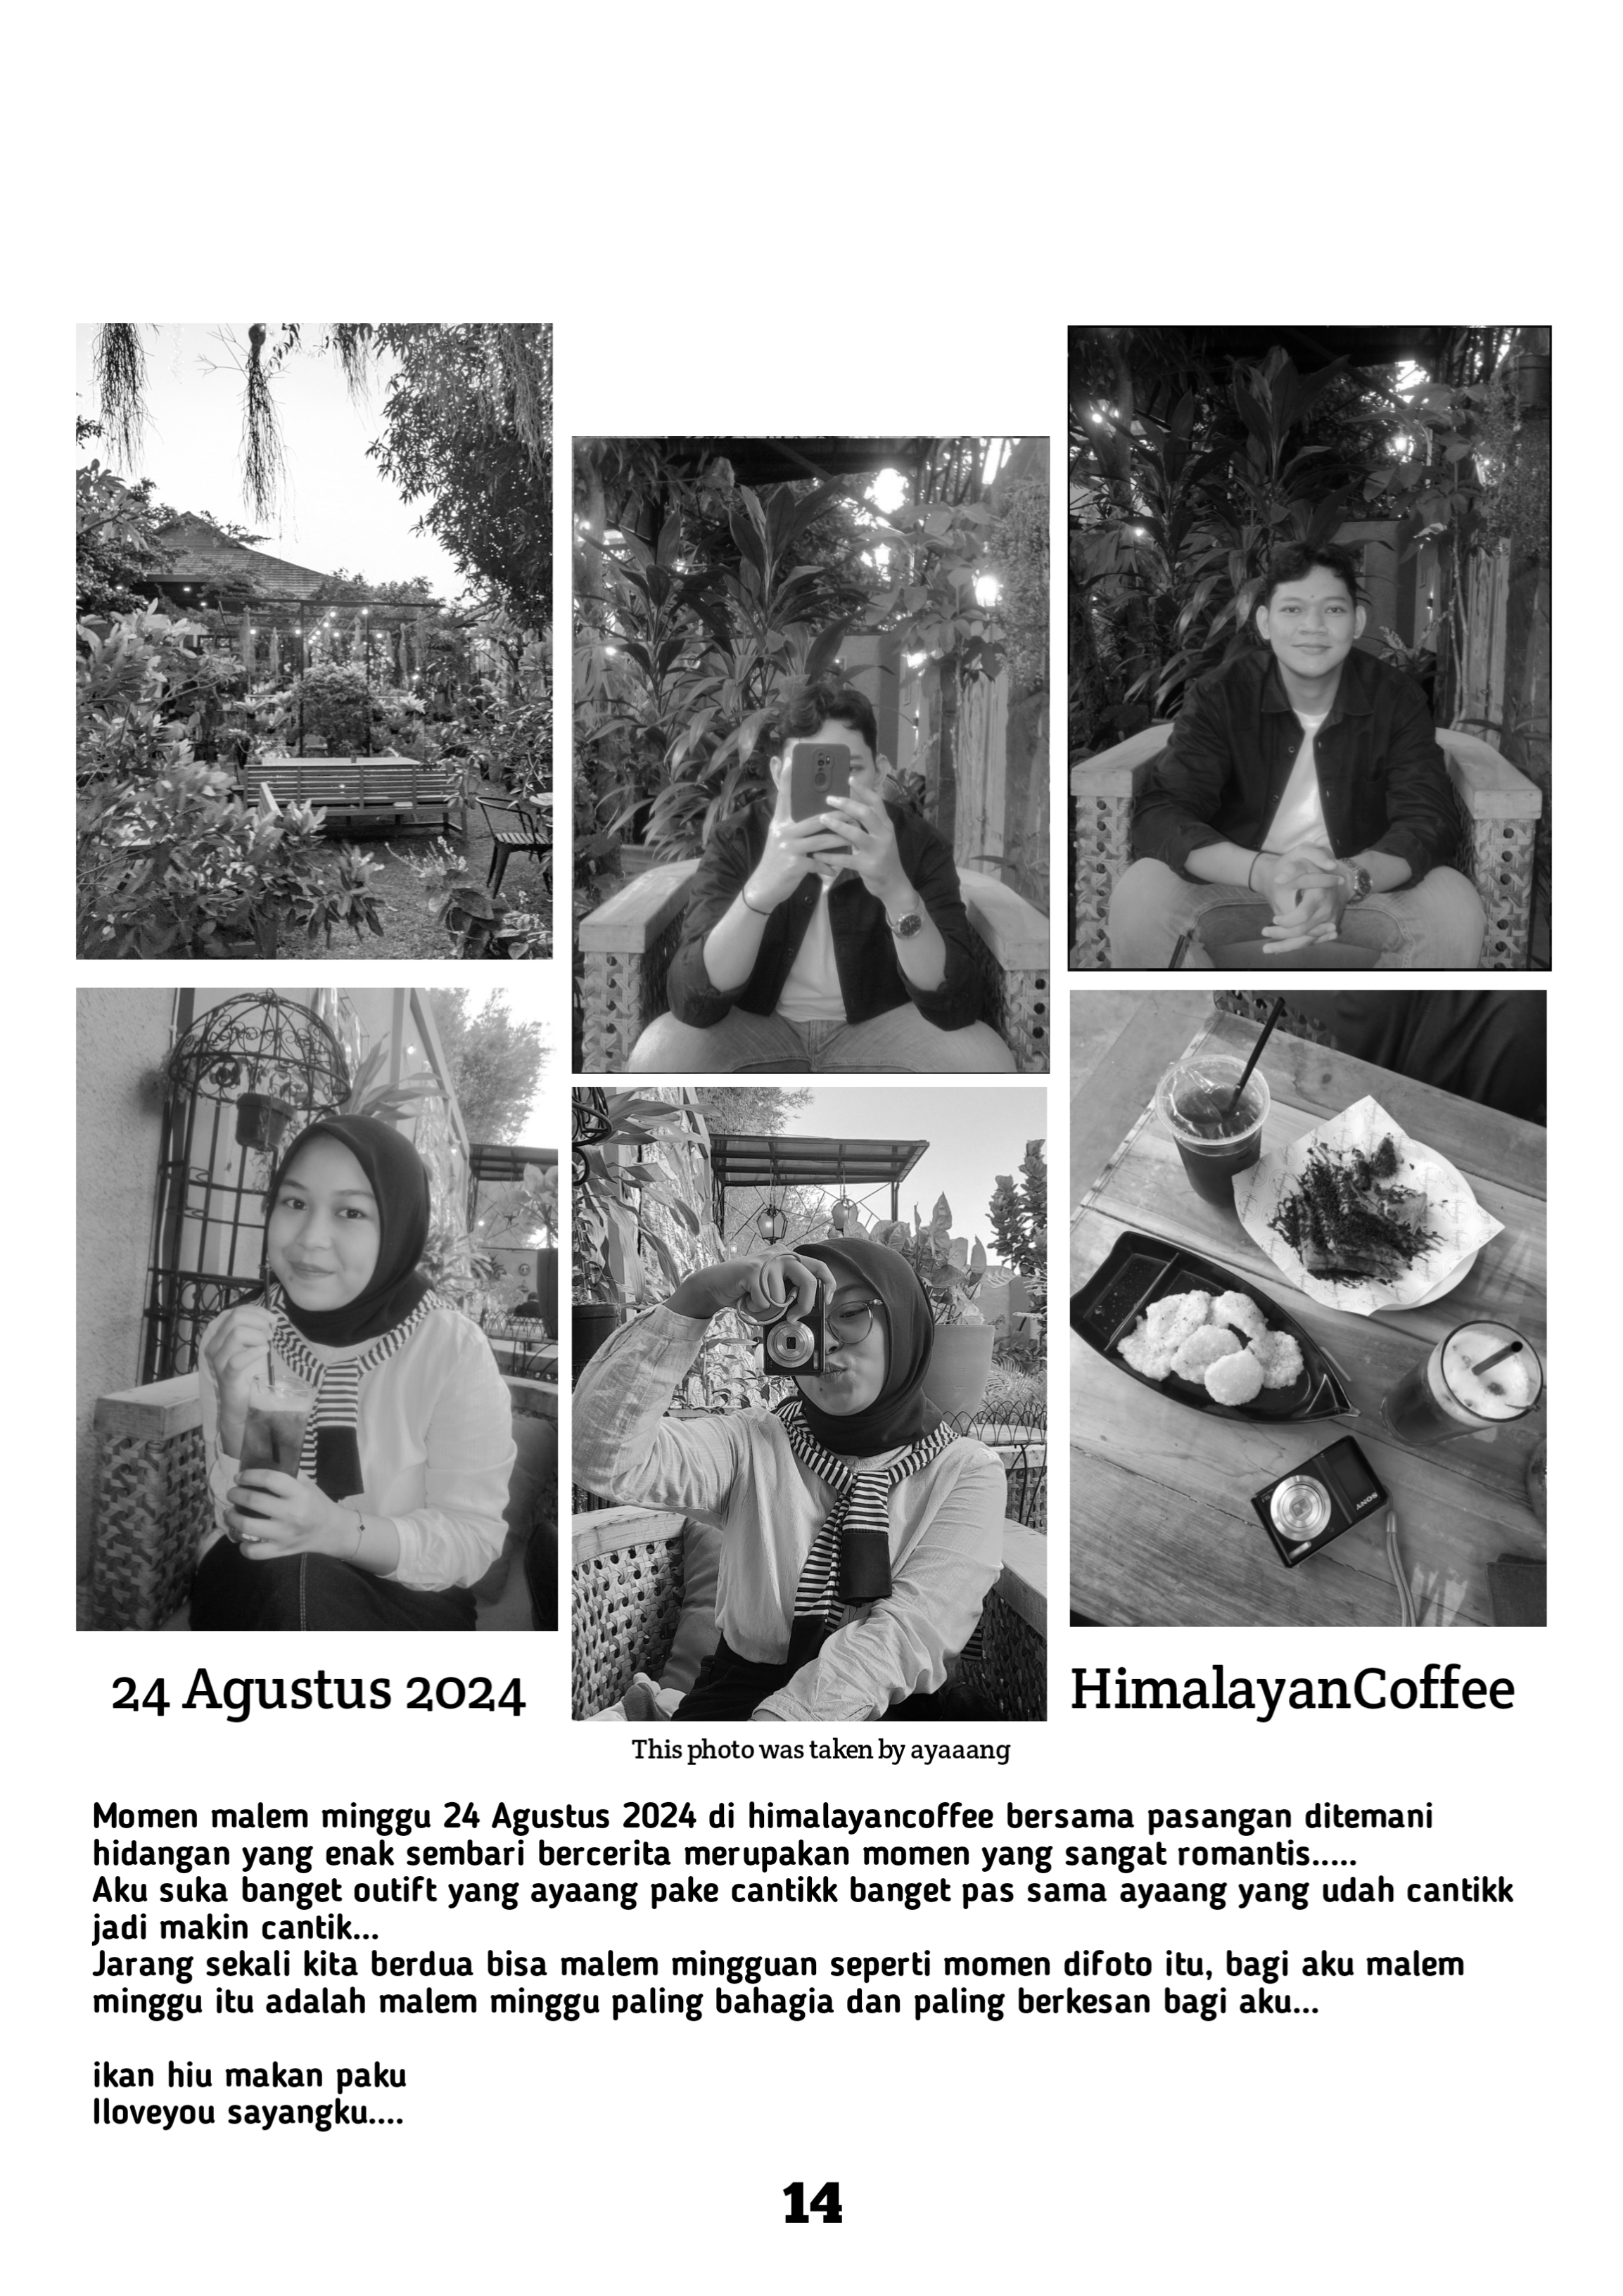 SONY
24 Agustus 2024
HimalayanCoffee
This photo was taken by ayaaang
Momen malem minggu 24 Agustus 2024 di himalayancoffee bersama pasangan ditemani
hidangan yang enak sembari bercerita merupakan momen yang sangat romantis.....
Aku suka banget outift yang ayaang pake cantikk banget pas sama ayaang yang udah cantikk
jadi makin cantik...
Jarang sekali kita berdua bisa malem mingguan seperti momen difoto itu, bagi aku malem
minggu itu adalah malem minggu paling bahagia dan paling berkesan bagi aku...
ikan hiu makan paku
Iloveyou sayangku....
14